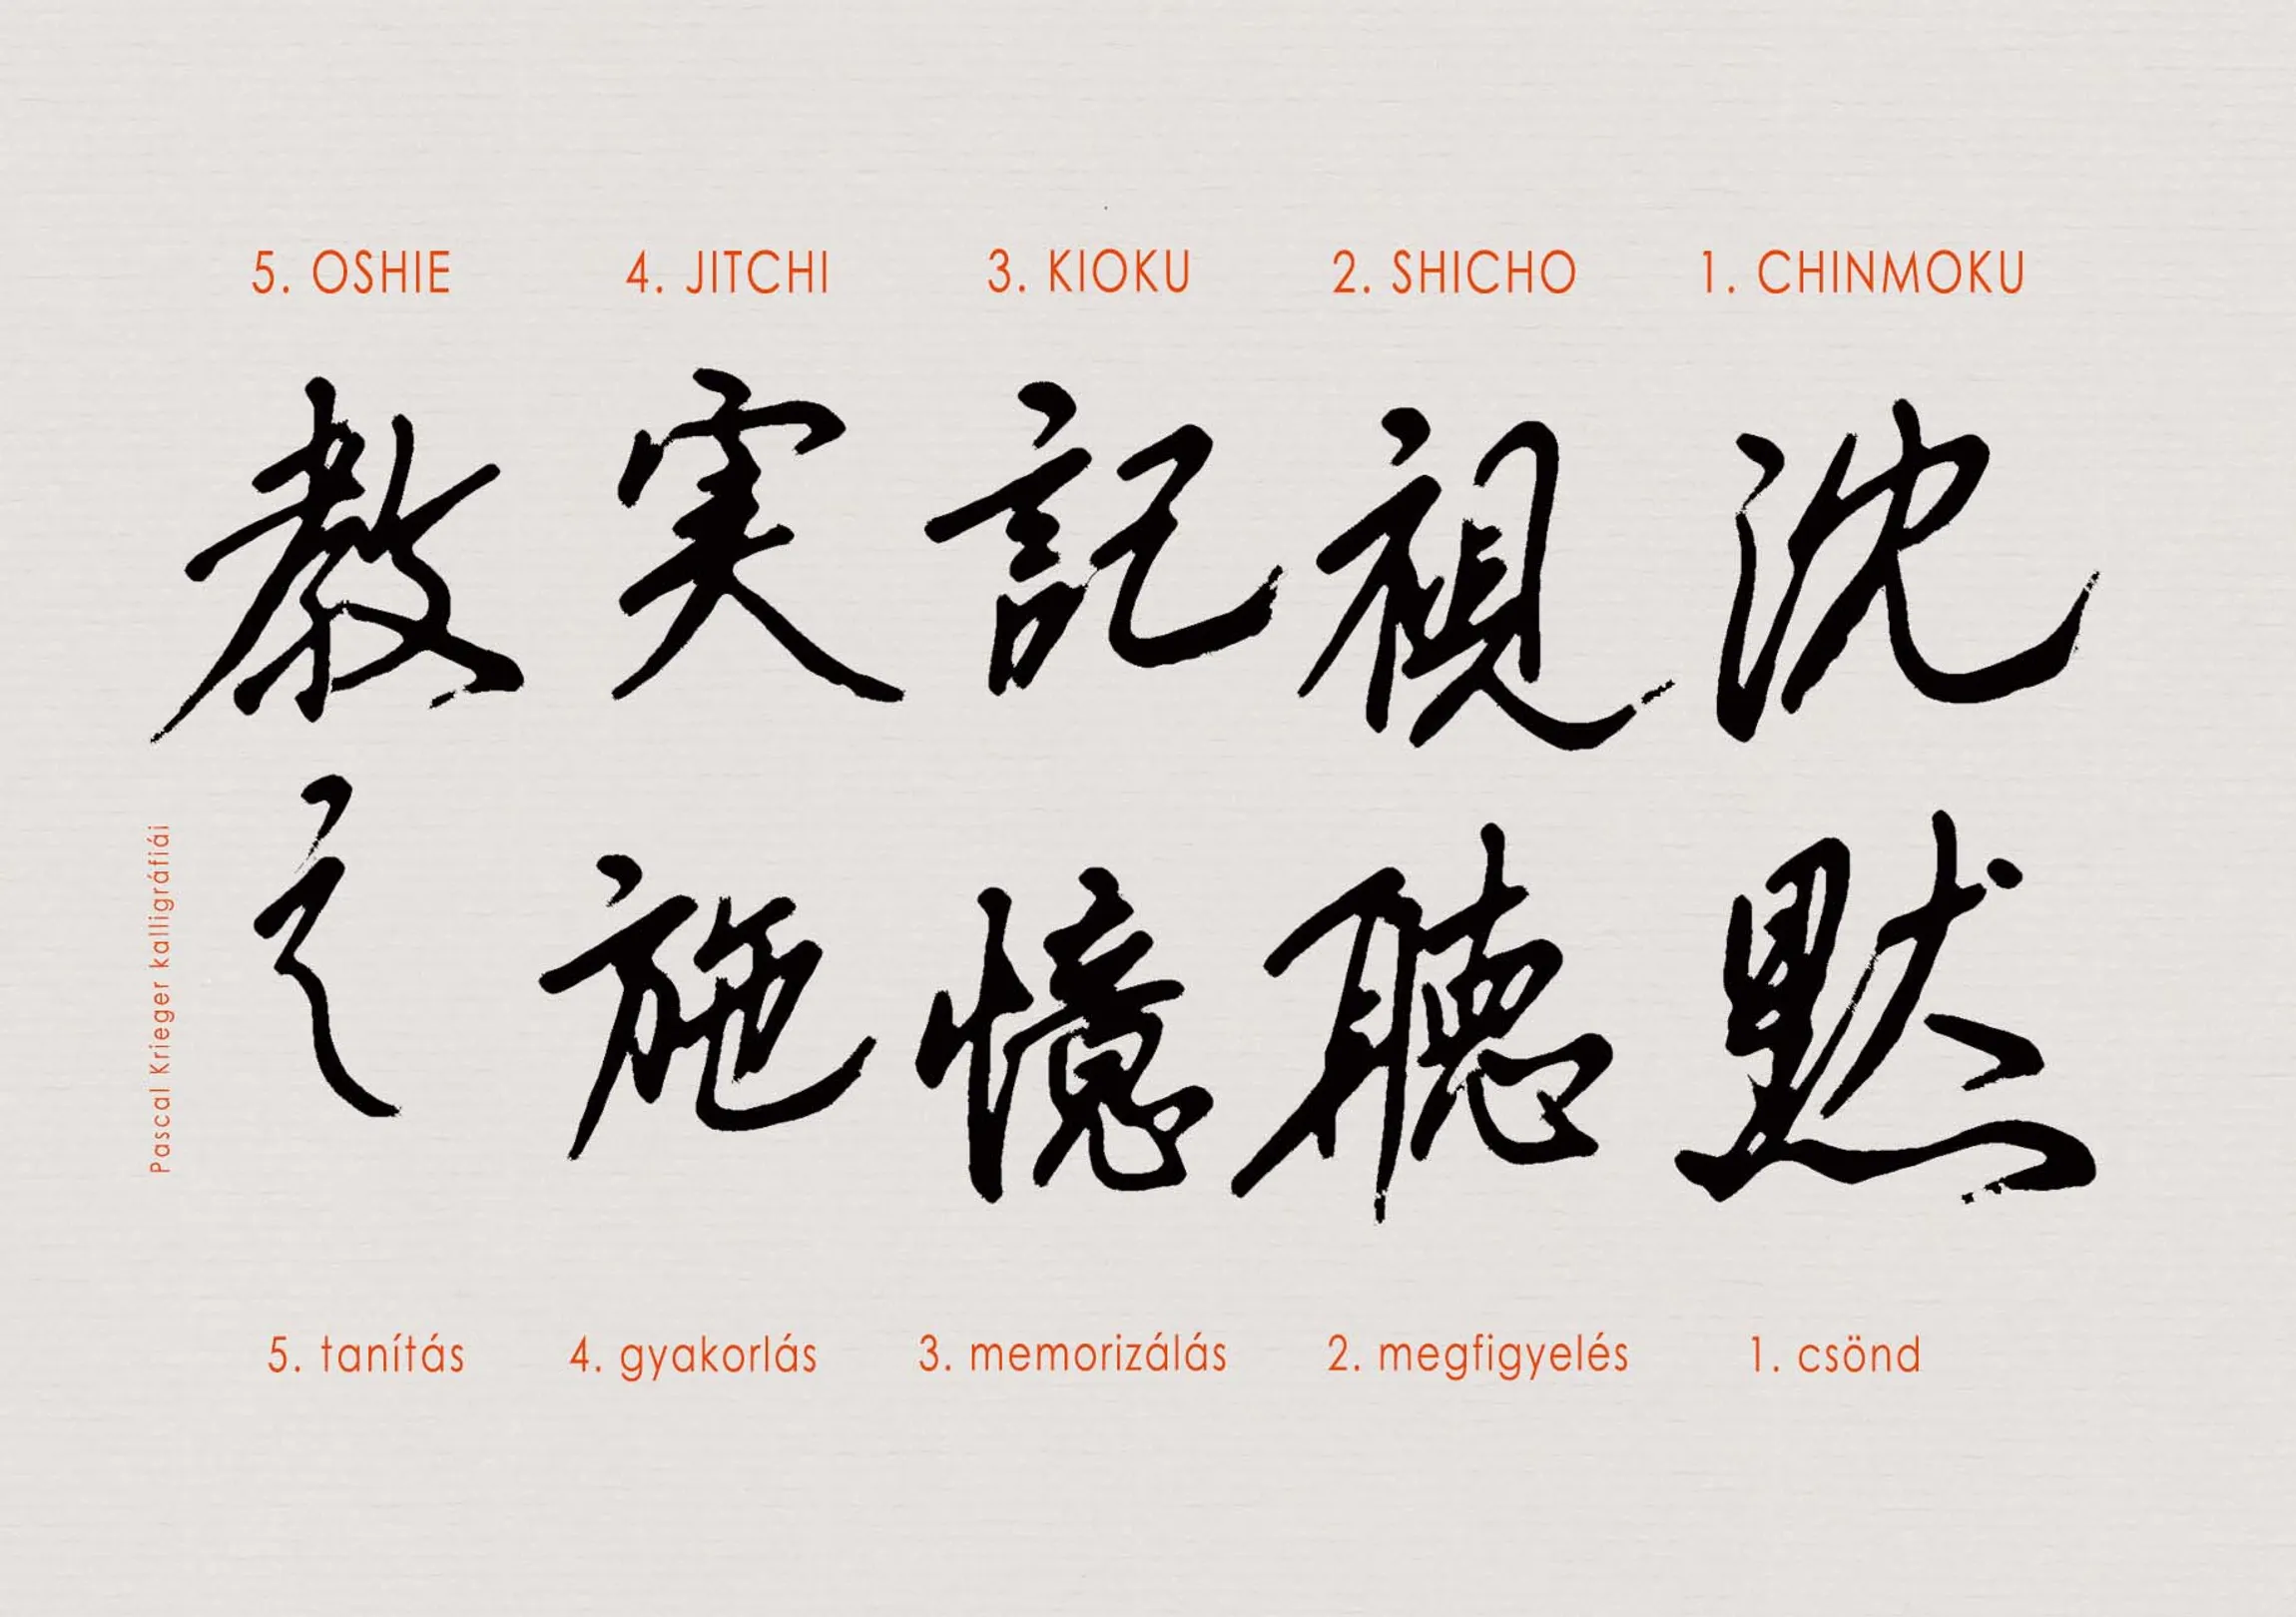 5. OSHIE 4. JITCHI 3. KIOKU 2. SHICHO 1. CHINMOKU
沈黙
視聴
記憶
実施
教え
Pascal Krieger kalligráfiái
5. tanítás 4. gyakorlás 3. memorizálás 2. megfigyelés 1. csönd